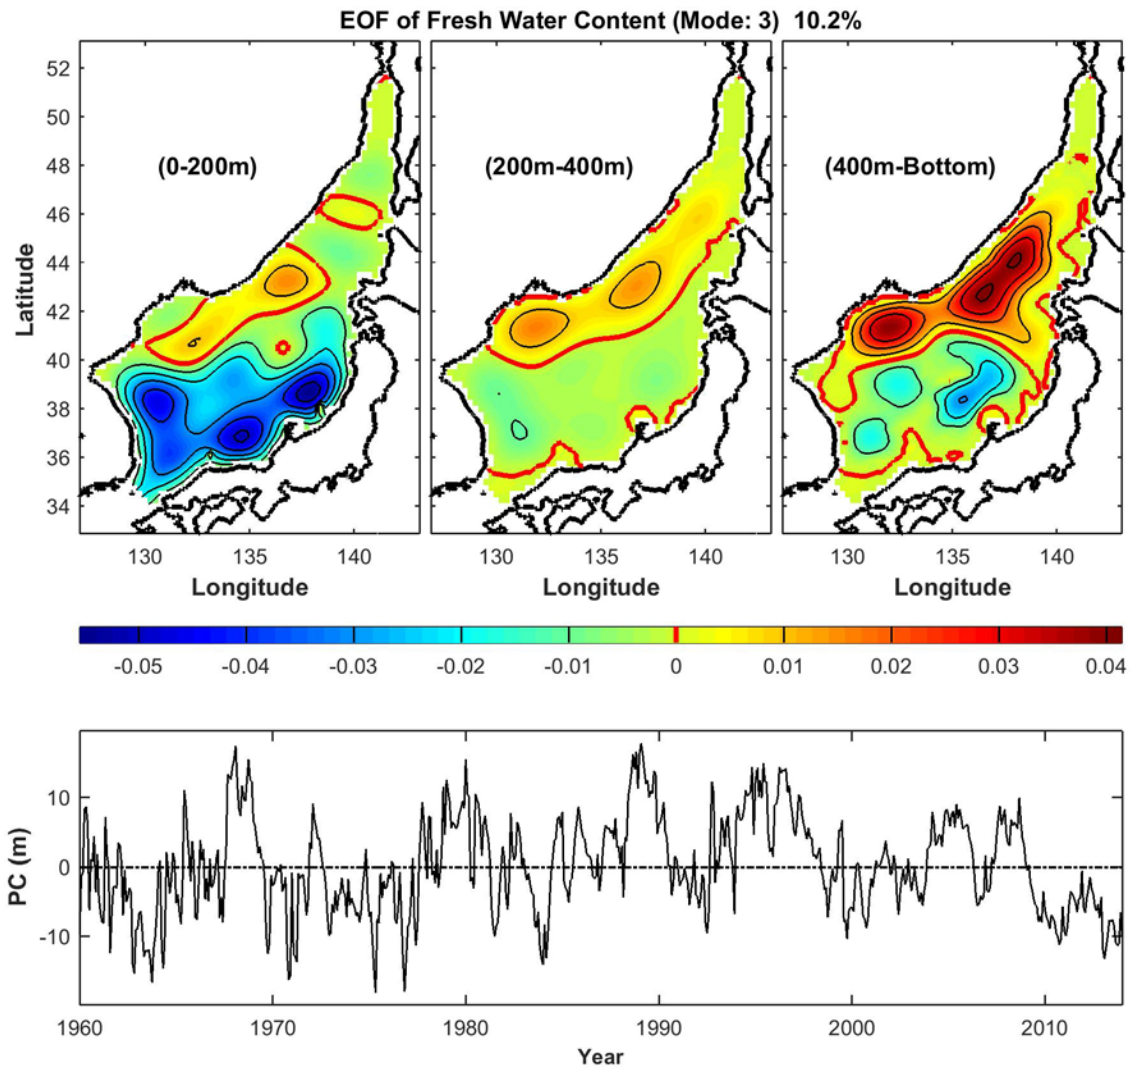 EOF of Fresh Water Content (Mode: 3) 10.2%
(0-200m)
(200m-400m)
(400m-Bottom)
Latitude
52
50
48
46
44
42
40
38
36
34
130 135 140
130 135 140
130 135 140
Longitude
Longitude
Longitude
-0.05 -0.04 -0.03 -0.02 -0.01 0 0.01 0.02 0.03 0.04
PC (m)
10
0
-10
1960 1970 1980 1990 2000 2010
Year